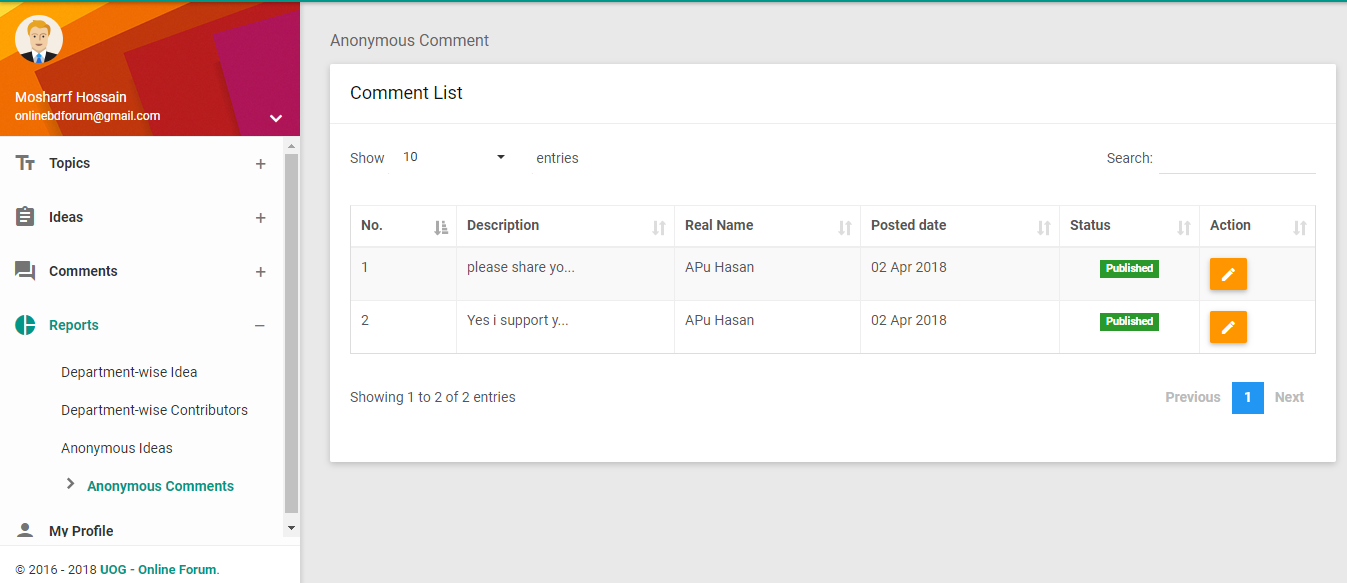 Mosharrf Hossain
onlinebdforum@gmail.com
Topics
Ideas
Comments
Reports
Department-wise Idea
Department-wise Contributors
Anonymous Ideas
Anonymous Comments
My Profile
© 2016 - 2018 UOG - Online Forum.
Anonymous Comment
Comment List
Show 10 entries Search:
No. Description Real Name Posted date Status Action
1 please share yo... APu Hasan 02 Apr 2018 Published
2 Yes i support y... APu Hasan 02 Apr 2018 Published
Showing 1 to 2 of 2 entries Previous 1 Next